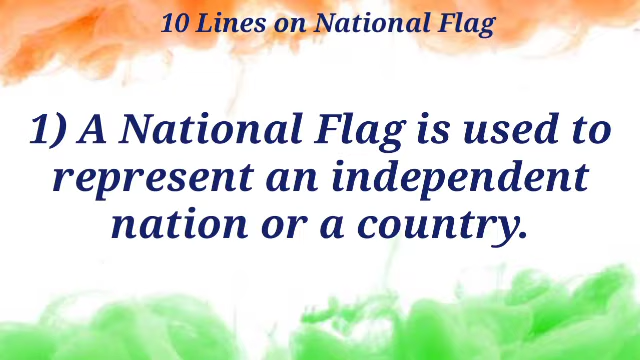 10 Lines on National Flag
1) A National Flag is used to
represent an independent
nation or a country.